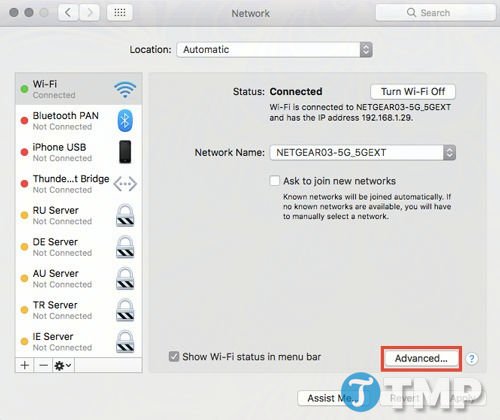 Network
Search
Location: Automatic
Wi-Fi
Connected
Bluetooth PAN
Not Connected
iPhone USB
Not Connected
Thunde...t Bridge
Not Connected
RU Server
Not Connected
DE Server
Not Connected
AU Server
Not Connected
TR Server
Not Connected
IE Server
Not Connected
Status: Connected
Turn Wi-Fi Off
Wi-Fi is connected to NETGEAR03-5G_5GEXT
and has the IP address 192.168.1.29.
Network Name: NETGEAR03-5G_5GEXT
Ask to join new networks
Known networks will be joined automatically. If
no known networks are available, you will have
to manually select a network.
Show Wi-Fi status in menu bar
Advanced...
?
Assist Me...
Revert
Apply
TMP